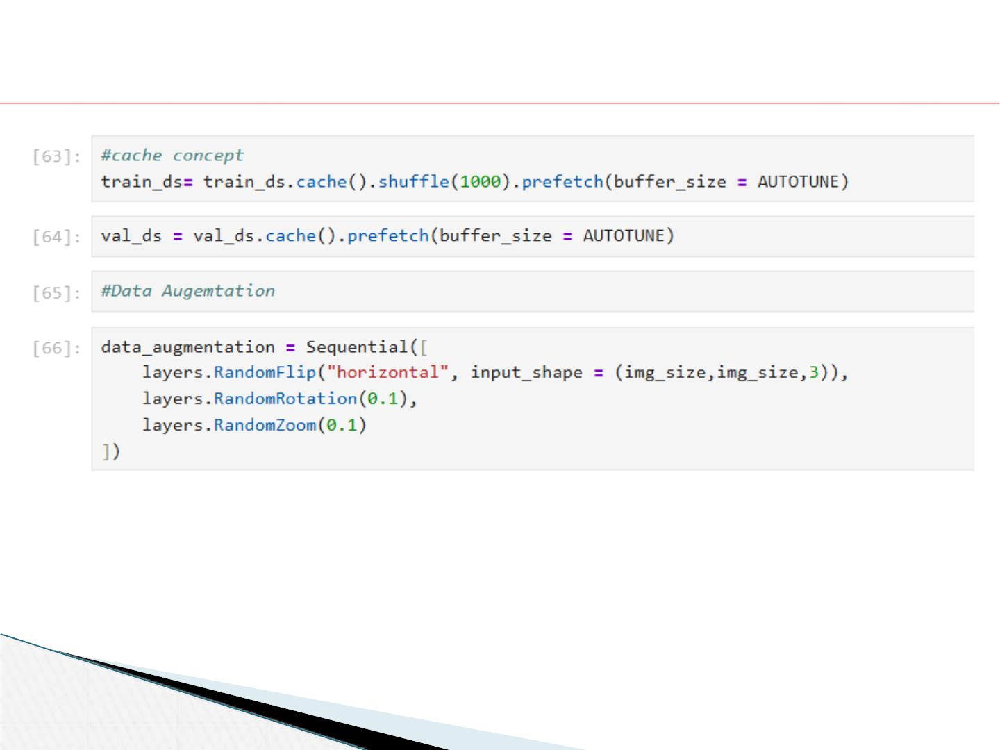 [63]: #cache concept
train_ds= train_ds.cache().shuffle(1000).prefetch(buffer_size = AUTOTUNE)
[64]: val_ds = val_ds.cache().prefetch(buffer_size = AUTOTUNE)
[65]: #Data Augemtation
[66]: data_augmentation = Sequential([
    layers.RandomFlip("horizontal", input_shape = (img_size,img_size,3)),
    layers.RandomRotation(0.1),
    layers.RandomZoom(0.1)
])